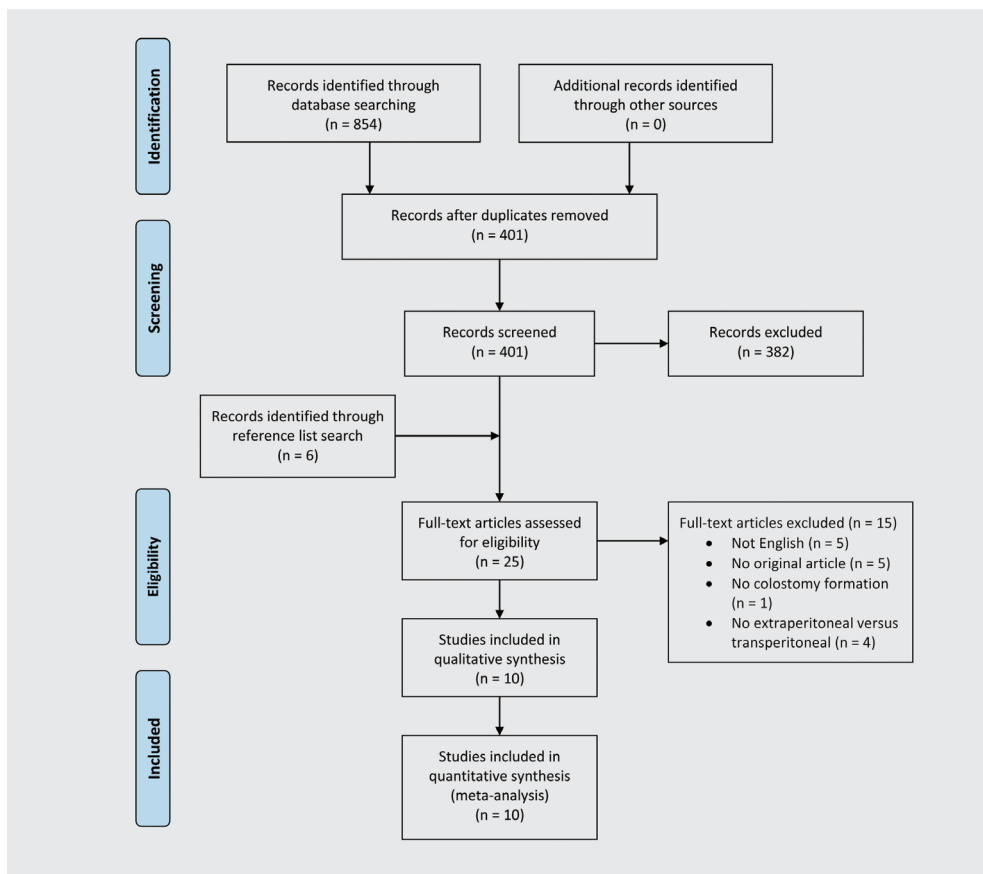 Identification
Records identified through
database searching
(n = 854)
Additional records identified
through other sources
(n = 0)
Records after duplicates removed
(n = 401)
Screening
Records screened
(n = 401)
Records excluded
(n = 382)
Records identified through
reference list search
(n = 6)
Eligibility
Full-text articles assessed
for eligibility
(n = 25)
Full-text articles excluded (n = 15)
• Not English (n = 5)
• No original article (n = 5)
• No colostomy formation
(n = 1)
• No extraperitoneal versus
transperitoneal (n = 4)
Studies included in
qualitative synthesis
(n = 10)
Included
Studies included in
quantitative synthesis
(meta-analysis)
(n = 10)